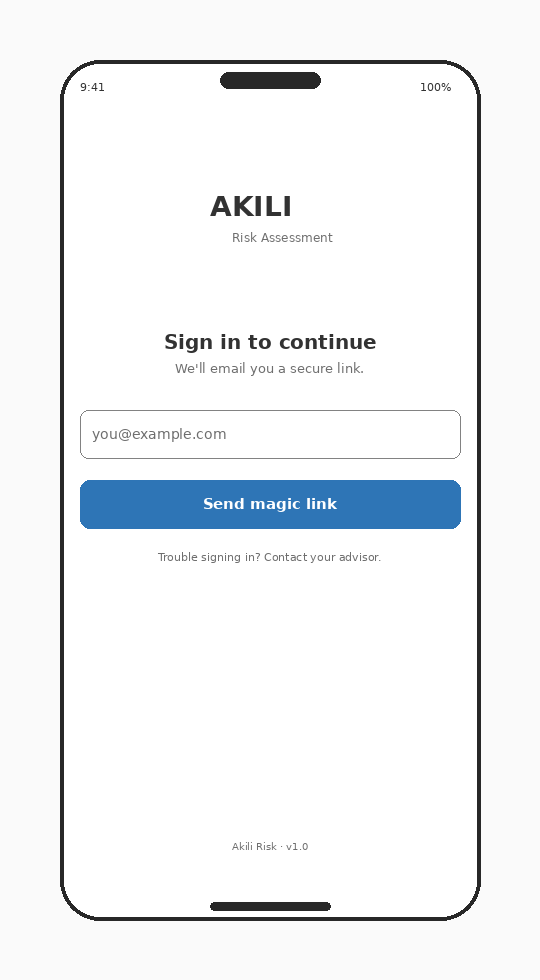 9:41 100%
AKILI
Risk Assessment
Sign in to continue
We'll email you a secure link.
you@example.com
Send magic link
Trouble signing in? Contact your advisor.
Akili Risk · v1.0